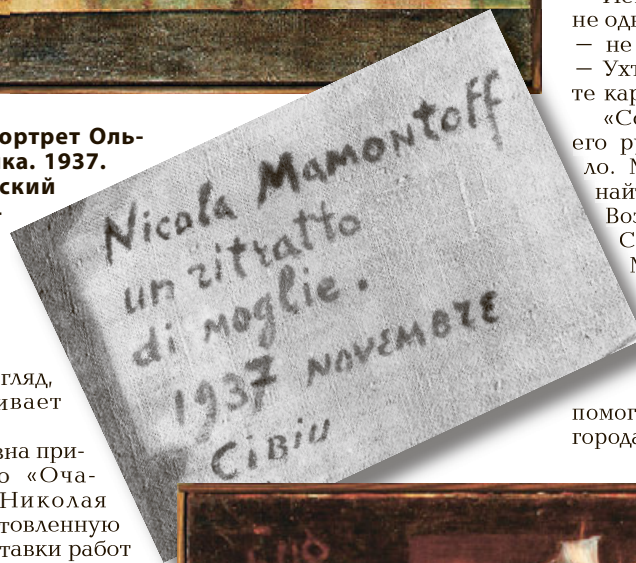 ортрет Оль-
ка. 1937.
ский
Nicola Mamontoff
un ritratto
di moglie.
1937 NOVEMBRE
CiBiU
гляд,
ивает
вна при-
о «Оча-
Николая
товленную
тавки работ
не одн
— не
— Ухт
те кар
«Со
его р
ло. М
най
Воз
С
М
помог
города